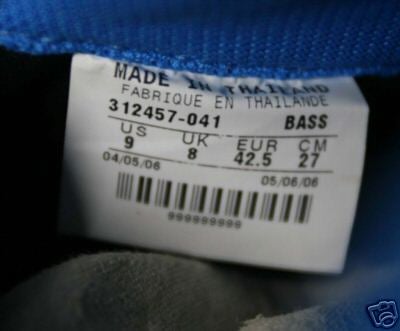 MADE IN THAILAND
FABRIQUE EN THAILANDE
312457-041 BASS
US UK EUR CM
9 8 42.5 27
04/05/06 05/06/06
999999999